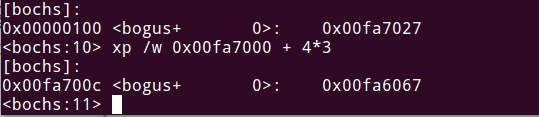 [bochs]:
0x00000100 <bogus+       0>:    0x00fa7027
<bochs:10> xp /w 0x00fa7000 + 4*3
[bochs]:
0x00fa700c <bogus+       0>:    0x00fa6067
<bochs:11>